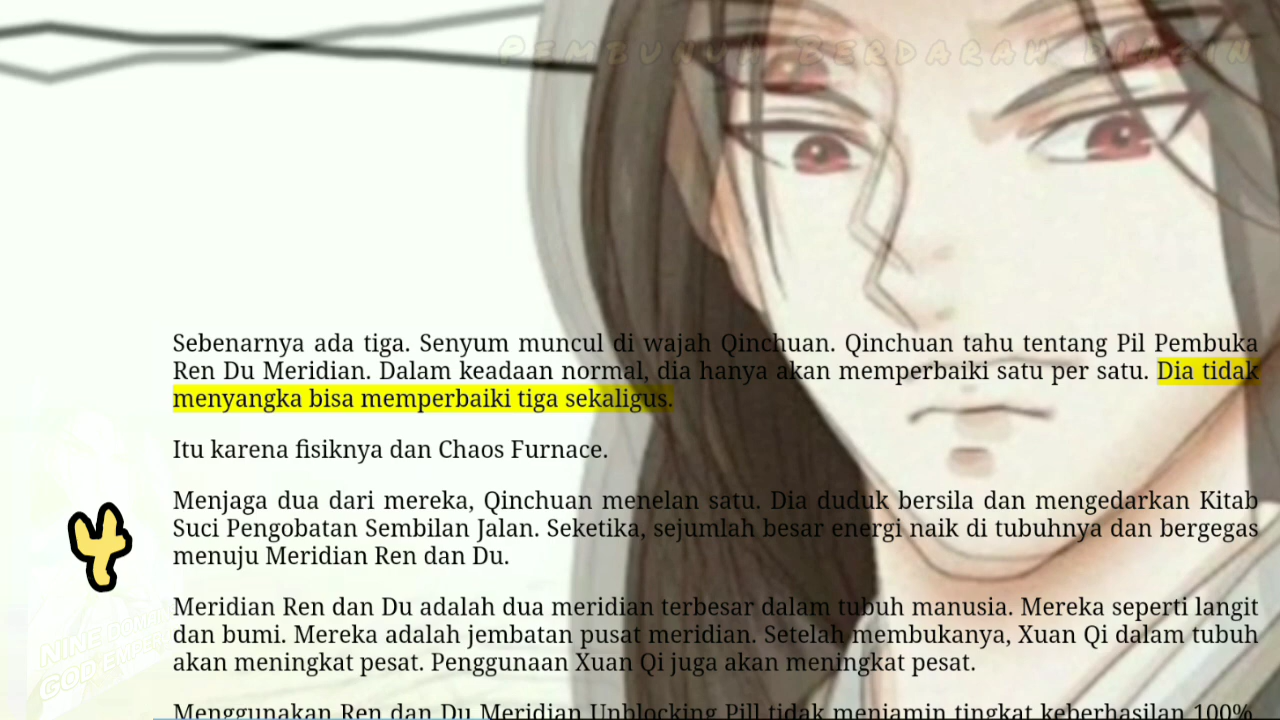 PEMBUNUH BERDARAH DINGIN
Sebenarnya ada tiga. Senyum muncul di wajah Qinchuan. Qinchuan tahu tentang Pil Pembuka
Ren Du Meridian. Dalam keadaan normal, dia hanya akan memperbaiki satu per satu. Dia tidak
menyangka bisa memperbaiki tiga sekaligus.
Itu karena fisiknya dan Chaos Furnace.
Menjaga dua dari mereka, Qinchuan menelan satu. Dia duduk bersila dan mengedarkan Kitab
Suci Pengobatan Sembilan Jalan. Seketika, sejumlah besar energi naik di tubuhnya dan bergegas
menuju Meridian Ren dan Du.
Meridian Ren dan Du adalah dua meridian terbesar dalam tubuh manusia. Mereka seperti langit
dan bumi. Mereka adalah jembatan pusat meridian. Setelah membukanya, Xuan Qi dalam tubuh
akan meningkat pesat. Penggunaan Xuan Qi juga akan meningkat pesat.
NINE
GOD
Menggunakan Ren dan Du Meridian Unblocking Pill tidak menjamin tingkat keberhasilan 100%.